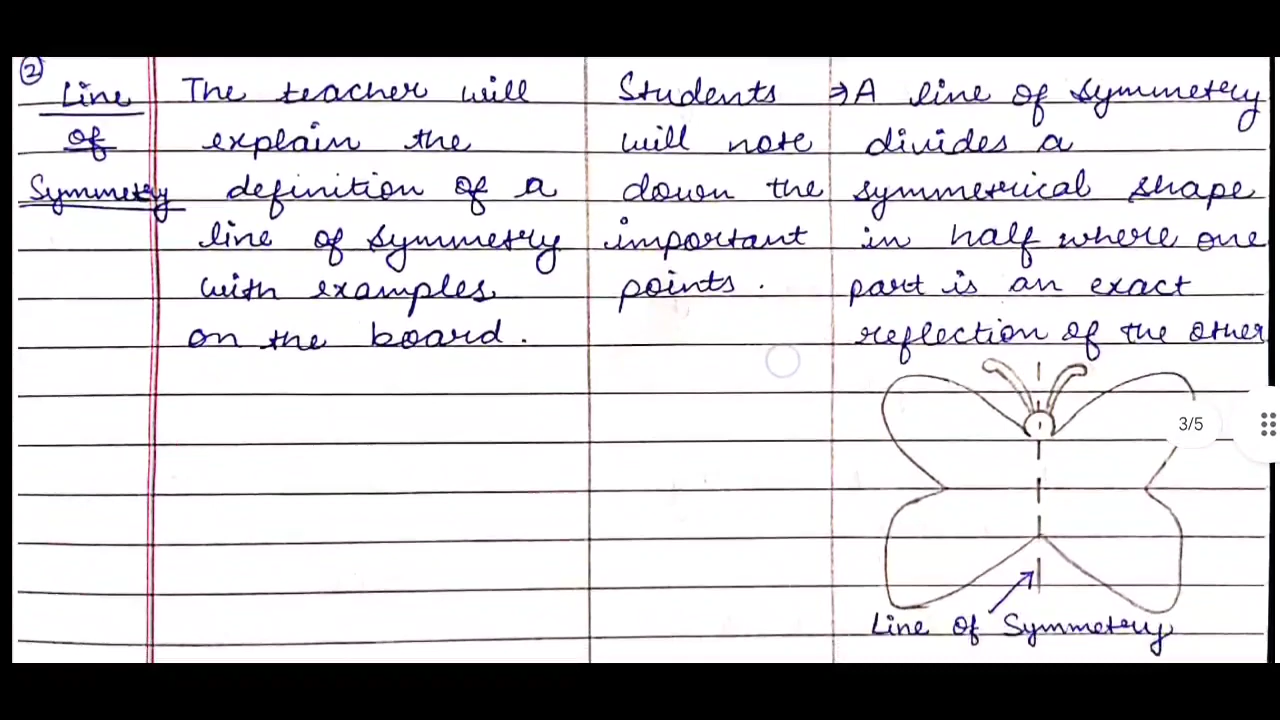 ②
Line
of
Symmetry
The teacher will
explain the
definition of a
line of symmetry
with examples
on the board.
Students
will note
down the
important
points.
→ A line of symmetry
divides a
symmetrical shape
in half where one
part is an exact
reflection of the other
3/5
Line of Symmetry